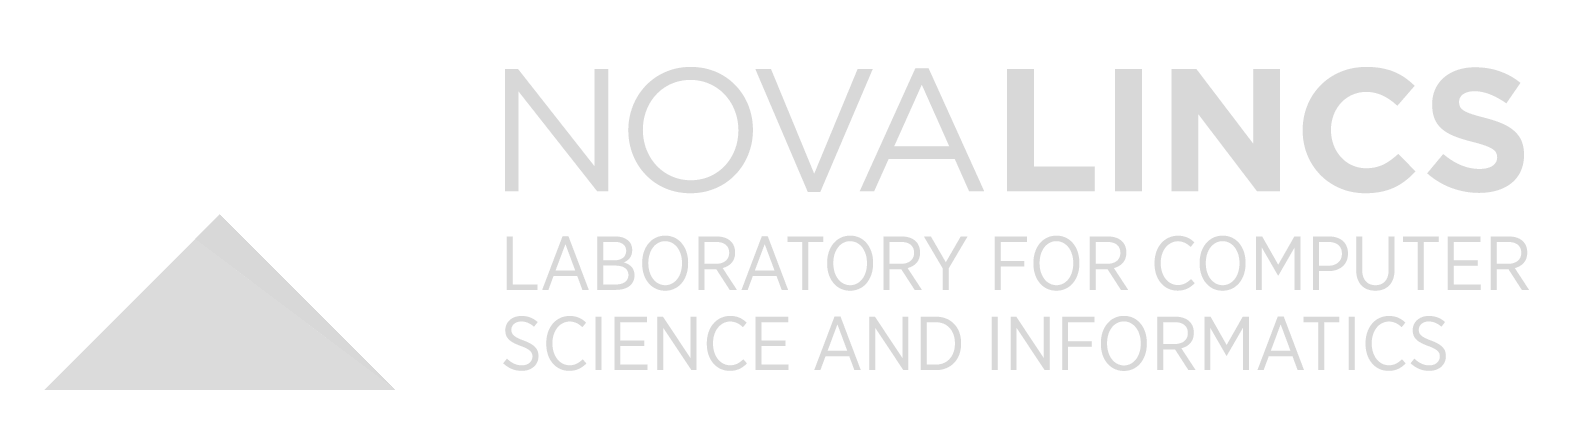 NOVALINCS
LABORATORY FOR COMPUTER
SCIENCE AND INFORMATICS